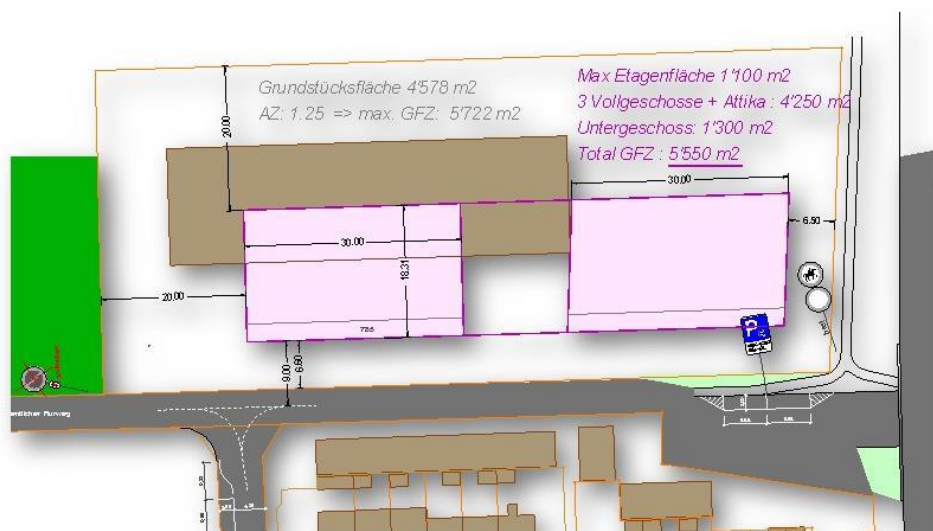 Grundstücksfläche 4'578 m2
AZ: 1.25 => max. GFZ: 5'722 m2
Max Etagenfläche 1'100 m2
3 Vollgeschosse + Attika : 4'250 m2
Untergeschoss: 1'300 m2
Total GFZ : 5'550 m2
20.00
30.00
6.50
30.00
18.31
20.00
9.00
6.60
P
entlicher Flurweg